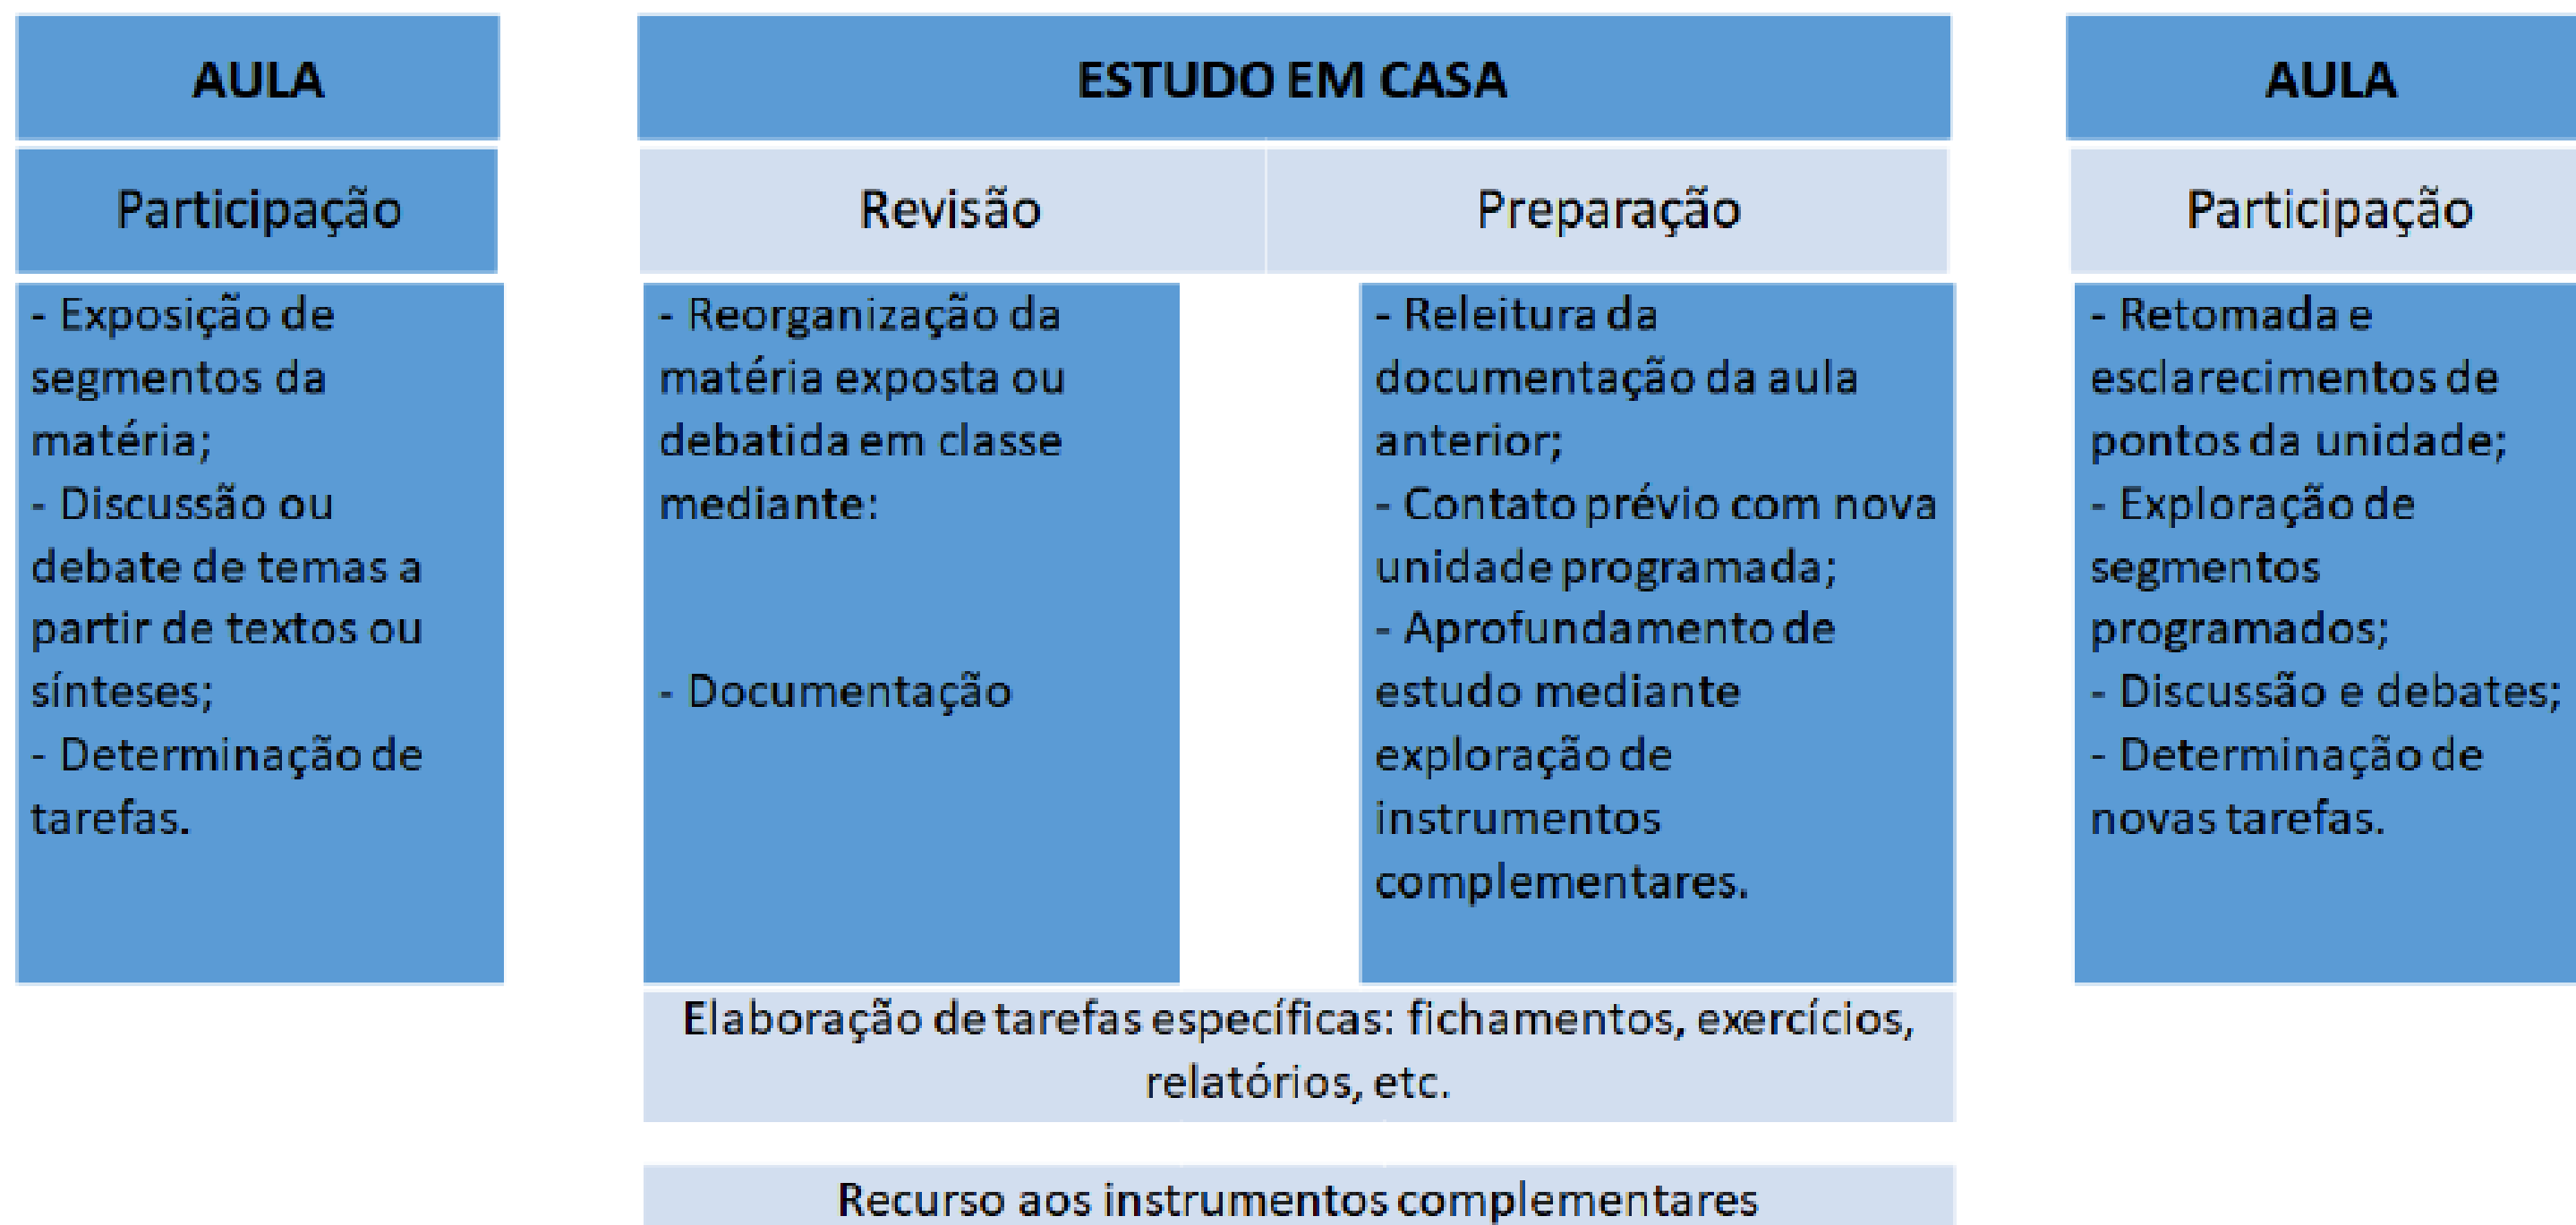 AULA
Participação
- Exposição de
segmentos da
matéria;
- Discussão ou
debate de temas a
partir de textos ou
sínteses;
- Determinação de
tarefas.
ESTUDO EM CASA
Revisão
Preparação
- Reorganização da
matéria exposta ou
debatida em classe
mediante:
- Documentação
- Releitura da
documentação da aula
anterior;
- Contato prévio com nova
unidade programada;
- Aprofundamento de
estudo mediante
exploração de
instrumentos
complementares.
Elaboração de tarefas específicas: fichamentos, exercícios,
relatórios, etc.
Recurso aos instrumentos complementares
AULA
Participação
- Retomada e
esclarecimentos de
pontos da unidade;
- Exploração de
segmentos
programados;
- Discussão e debates;
- Determinação de
novas tarefas.